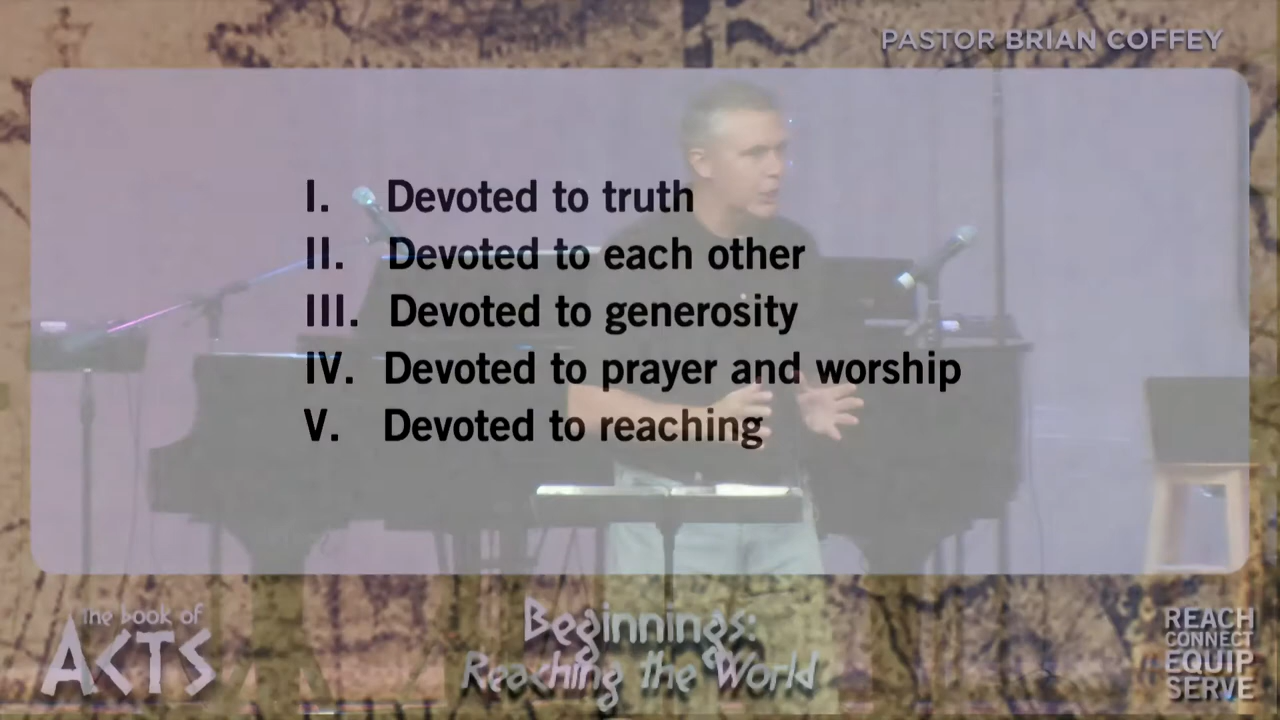 PASTOR BRIAN COFFEY
I. Devoted to truth
II. Devoted to each other
III. Devoted to generosity
IV. Devoted to prayer and worship
V. Devoted to reaching
The book of
ACTS
Beginnings:
Reaching the World
REACH
CONNECT
EQUIP
SERVE